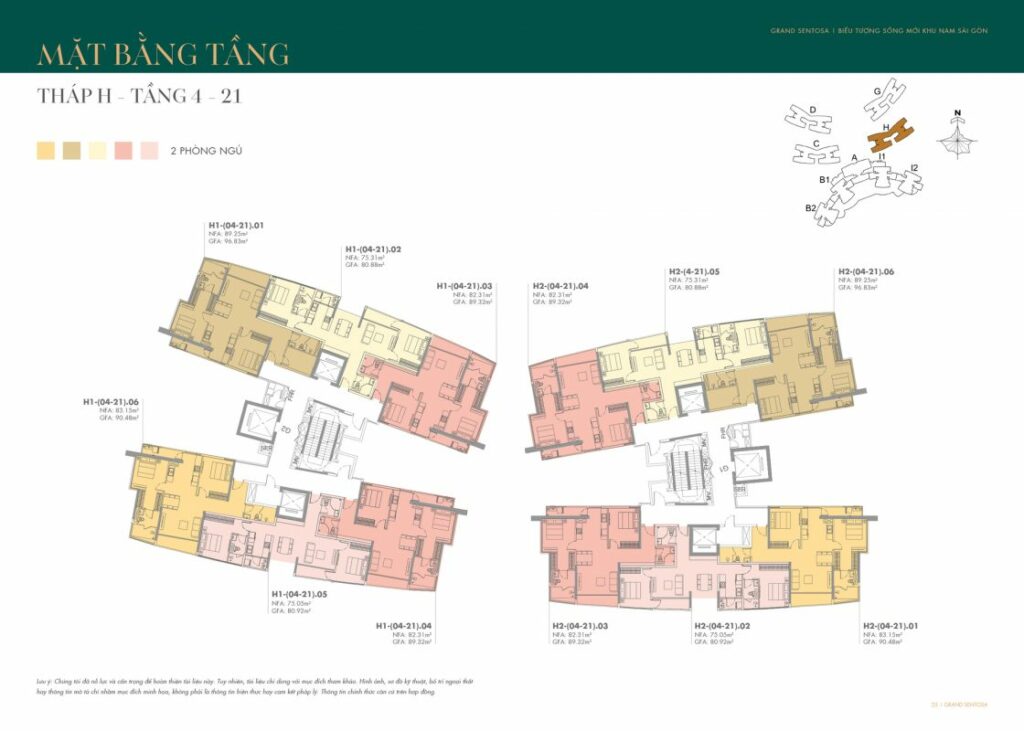 GRAND SENTOSA | BIỂU TƯỢNG SỐNG MỚI KHU NAM SÀI GÒN
MẶT BẰNG TẦNG
THÁP H - TẦNG 4 - 21
2 PHÒNG NGỦ
D
G
H
C
A
I1
I2
B1
B2
N
H1-(04-21).01
NFA: 89.25m²
GFA: 96.83m²
H1-(04-21).02
NFA: 75.31m²
GFA: 80.88m²
H1-(04-21).03
NFA: 82.31m²
GFA: 89.32m²
H2-(04-21).04
NFA: 82.31m²
GFA: 89.32m²
H2-(4-21).05
NFA: 75.31m²
GFA: 80.88m²
H2-(04-21).06
NFA: 89.25m²
GFA: 96.83m²
H1-(04-21).06
NFA: 83.15m²
GFA: 90.48m²
FHR
G2
FHR
G1
H1-(04-21).05
NFA: 75.05m²
GFA: 80.92m²
H1-(04-21).04
NFA: 82.31m²
GFA: 89.32m²
H2-(04-21).03
NFA: 82.31m²
GFA: 89.32m²
H2-(04-21).02
NFA: 75.05m²
GFA: 80.92m²
H2-(04-21).01
NFA: 83.15m²
GFA: 90.48m²
Lưu ý: Chúng tôi đã nỗ lực và cẩn trọng để hoàn thiện tài liệu này. Tuy nhiên, tài liệu chỉ dùng với mục đích tham khảo. Hình ảnh, sơ đồ kỹ thuật, bố trí ngoại thất
hay thông tin mô tả chỉ nhằm mục đích minh họa, không phải là thông tin hiện thực hay cam kết pháp lý. Thông tin chính thức căn cứ trên hợp đồng.
| GRAND SENTOSA